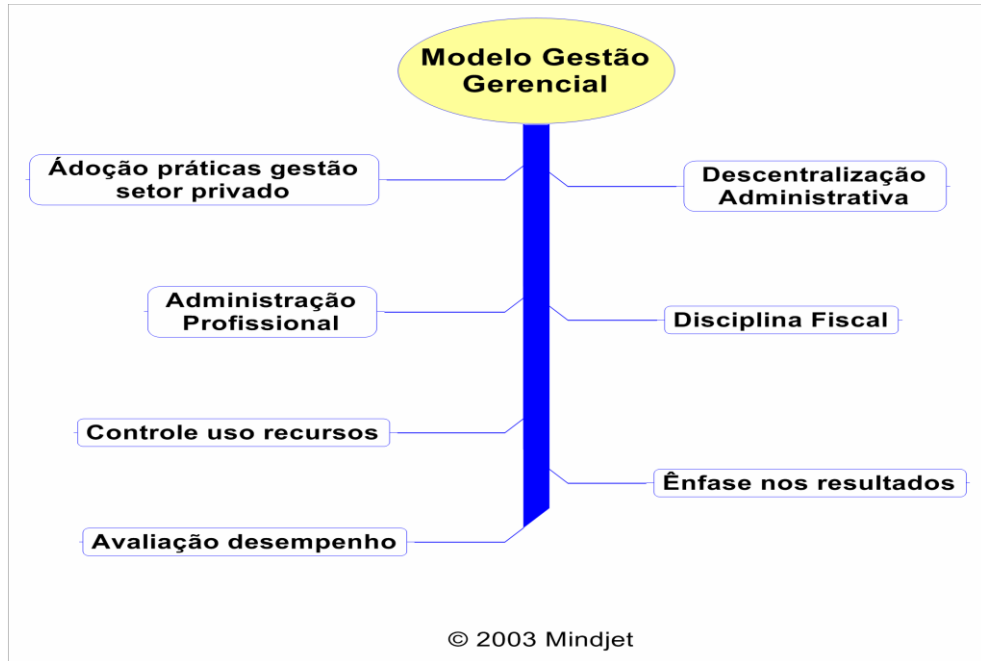 Modelo Gestão
Gerencial
Ádoção práticas gestão
setor privado
Descentralização
Administrativa
Administração
Profissional
Disciplina Fiscal
Controle uso recursos
Ênfase nos resultados
Avaliação desempenho
© 2003 Mindjet